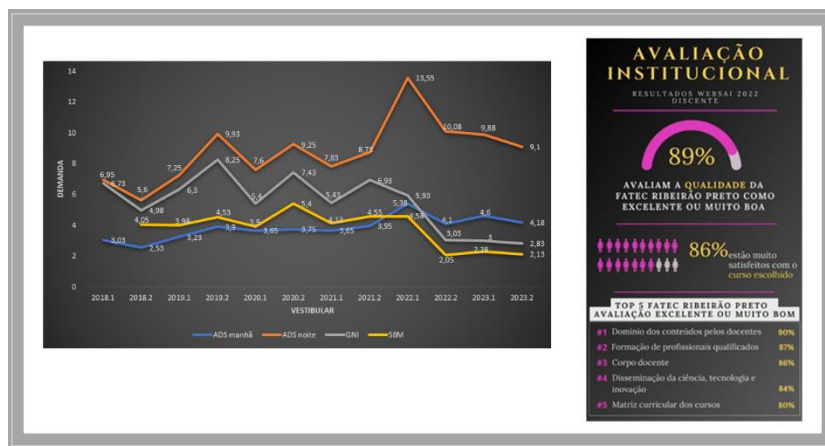 14
12
10
8
6
4
2
0
DEMANDA
6,95
6,73
5,6
4,98
4,05
3,03
2,53
7,25
6,3
3,98
3,23
9,93
8,25
4,53
3,9
7,6
5,4
3,9
3,65
9,25
7,43
5,4
3,75
7,83
5,43
4,13
3,65
8,73
6,93
4,55
3,95
13,55
5,93
5,38
4,58
10,08
4,1
3,03
2,05
9,88
4,6
3
2,28
9,1
4,18
2,83
2,13
2018.1 2018.2 2019.1 2019.2 2020.1 2020.2 2021.1 2021.2 2022.1 2022.2 2023.1 2023.2
VESTIBULAR
ADS manhã ADS noite GNI SBM
AVALIAÇÃO
INSTITUCIONAL
RESULTADOS WEBSAI 2022
DISCENTE
89%
AVALIAM A QUALIDADE DA
FATEC RIBEIRÃO PRETO COMO
EXCELENTE OU MUITO BOA
86% estão muito
satisfeitos com o
curso escolhido
TOP 5 FATEC RIBEIRÃO PRETO
AVALIAÇÃO EXCELENTE OU MUITO BOM
#1 Domínio dos conteúdos pelos docentes 90%
#2 Formação de profissionais qualificados 87%
#3 Corpo docente 86%
#4 Disseminação da ciência, tecnologia e
inovação 84%
#5 Matriz curricular dos cursos 80%